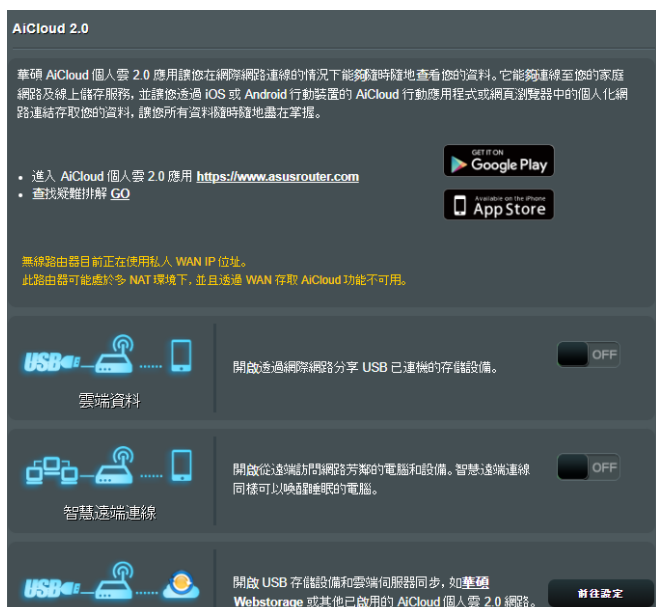 AiCloud 2.0
華碩 AiCloud 個人雲 2.0 應用讓您在網際網路連線的情況下能夠隨時隨地查看您的資料。它能夠連線至您的家庭
網路及線上儲存服務, 並讓您透過 iOS 或 Android 行動裝置的 AiCloud 行動應用程式或網頁瀏覽器中的個人化網
路連結存取您的資料, 讓您所有資料隨時隨地盡在掌握。
GET IT ON
Google Play
• 進入 AiCloud 個人雲 2.0 應用 https://www.asusrouter.com
• 查找疑難排解 GO
Available on the iPhone
App Store
無線路由器目前正在使用私人 WAN IP 位址。
此路由器可能處於多 NAT 環境下, 並且透過 WAN 存取 AiCloud 功能不可用。
USB
開啟透過網際網路分享 USB 已連機的存儲設備。
OFF
雲端資料
開啟從遠端訪問網路芳鄰的電腦和設備。智慧遠端連線
同樣可以喚醒睡眠的電腦。
OFF
智慧遠端連線
USB
開啟 USB 存儲設備和雲端伺服器同步, 如華碩
Webstorage 或其他已啟用的 AiCloud 個人雲 2.0 網路。
前往設定